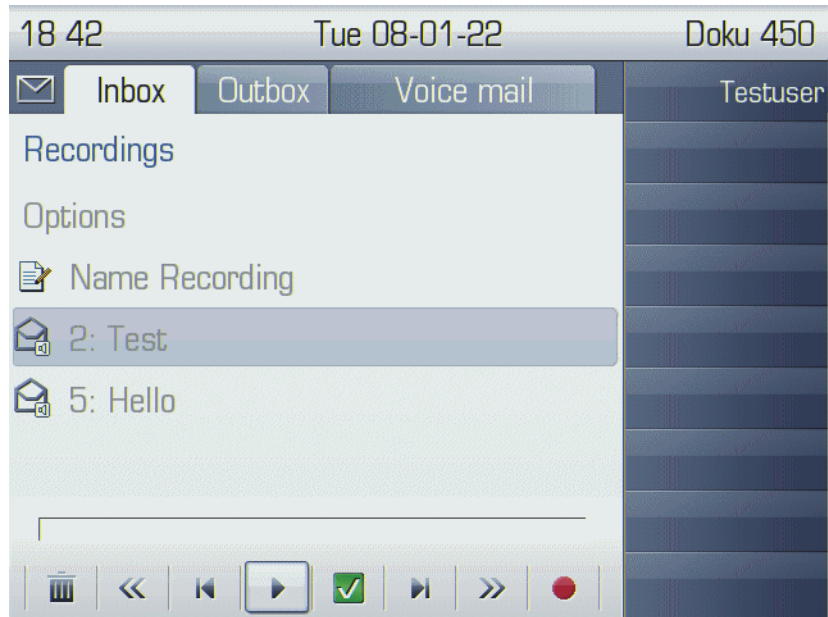 18 42 Tue 08-01-22 Doku 450
Inbox Outbox Voice mail Testuser
Recordings
Options
Name Recording
2: Test
5: Hello